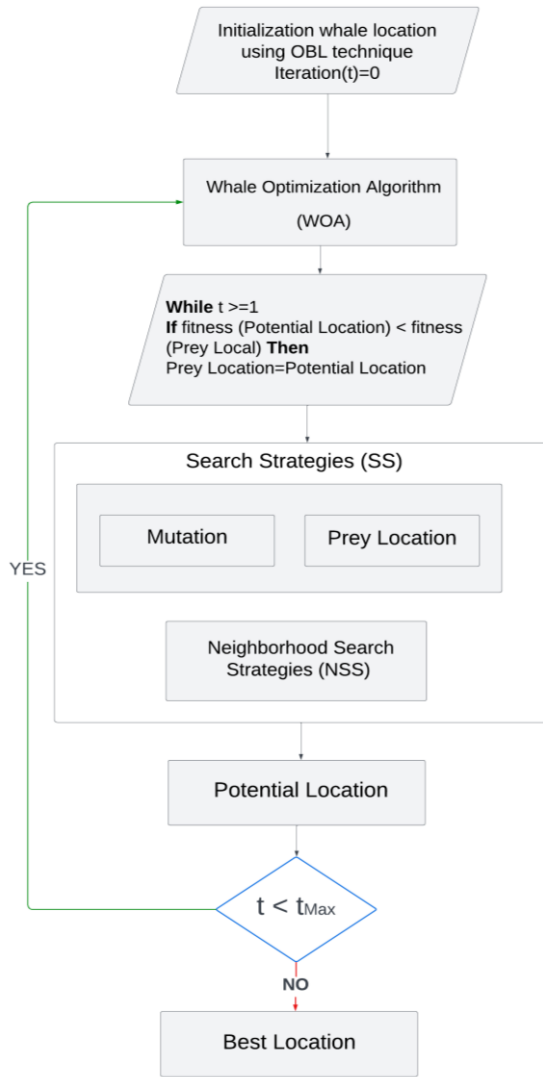 Initialization whale location
using OBL technique
Iteration(t)=0
Whale Optimization Algorithm
(WOA)
While t >=1
If fitness (Potential Location) < fitness
(Prey Local) Then
Prey Location=Potential Location
Search Strategies (SS)
Mutation
Prey Location
Neighborhood Search
Strategies (NSS)
YES
Potential Location
t < tMax
NO
Best Location